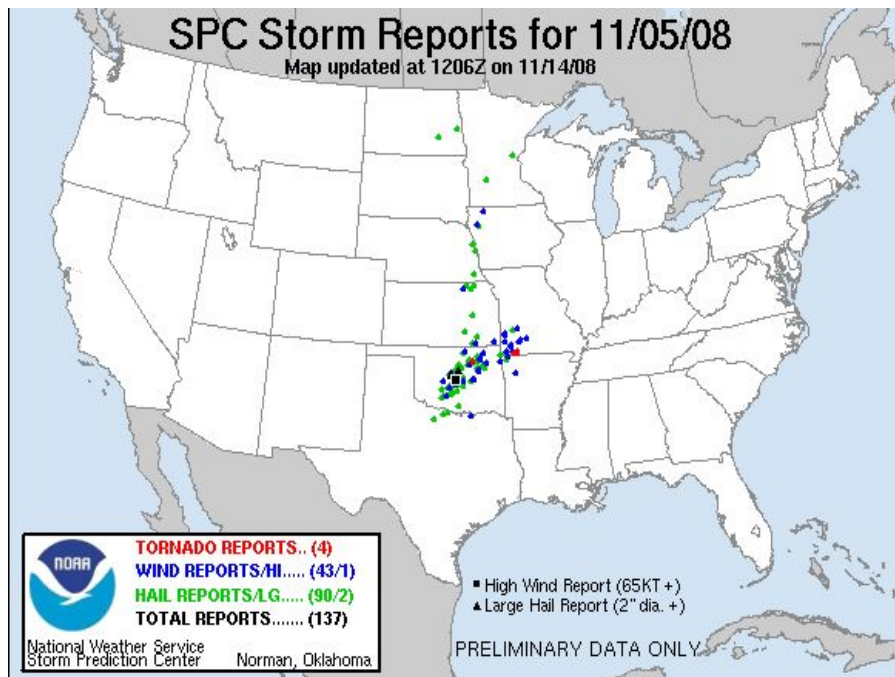 SPC Storm Reports for 11/05/08
Map updated at 1206Z on 11/14/08
NOAA
TORNADO REPORTS.. (4)
WIND REPORTS/HI..... (43/1)
HAIL REPORTS/LG..... (90/2)
TOTAL REPORTS....... (137)
National Weather Service
Storm Prediction Center Norman, Oklahoma
High Wind Report (65KT +)
Large Hail Report (2" dia. +)
PRELIMINARY DATA ONLY